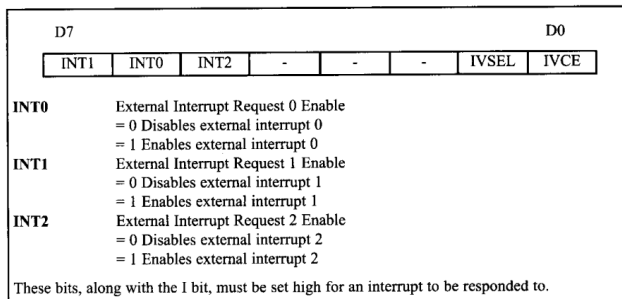 D7 D0
INT1 INT0 INT2 - - - IVSEL IVCE
INT0 External Interrupt Request 0 Enable
= 0 Disables external interrupt 0
= 1 Enables external interrupt 0
INT1 External Interrupt Request 1 Enable
= 0 Disables external interrupt 1
= 1 Enables external interrupt 1
INT2 External Interrupt Request 2 Enable
= 0 Disables external interrupt 2
= 1 Enables external interrupt 2
These bits, along with the I bit, must be set high for an interrupt to be responded to.